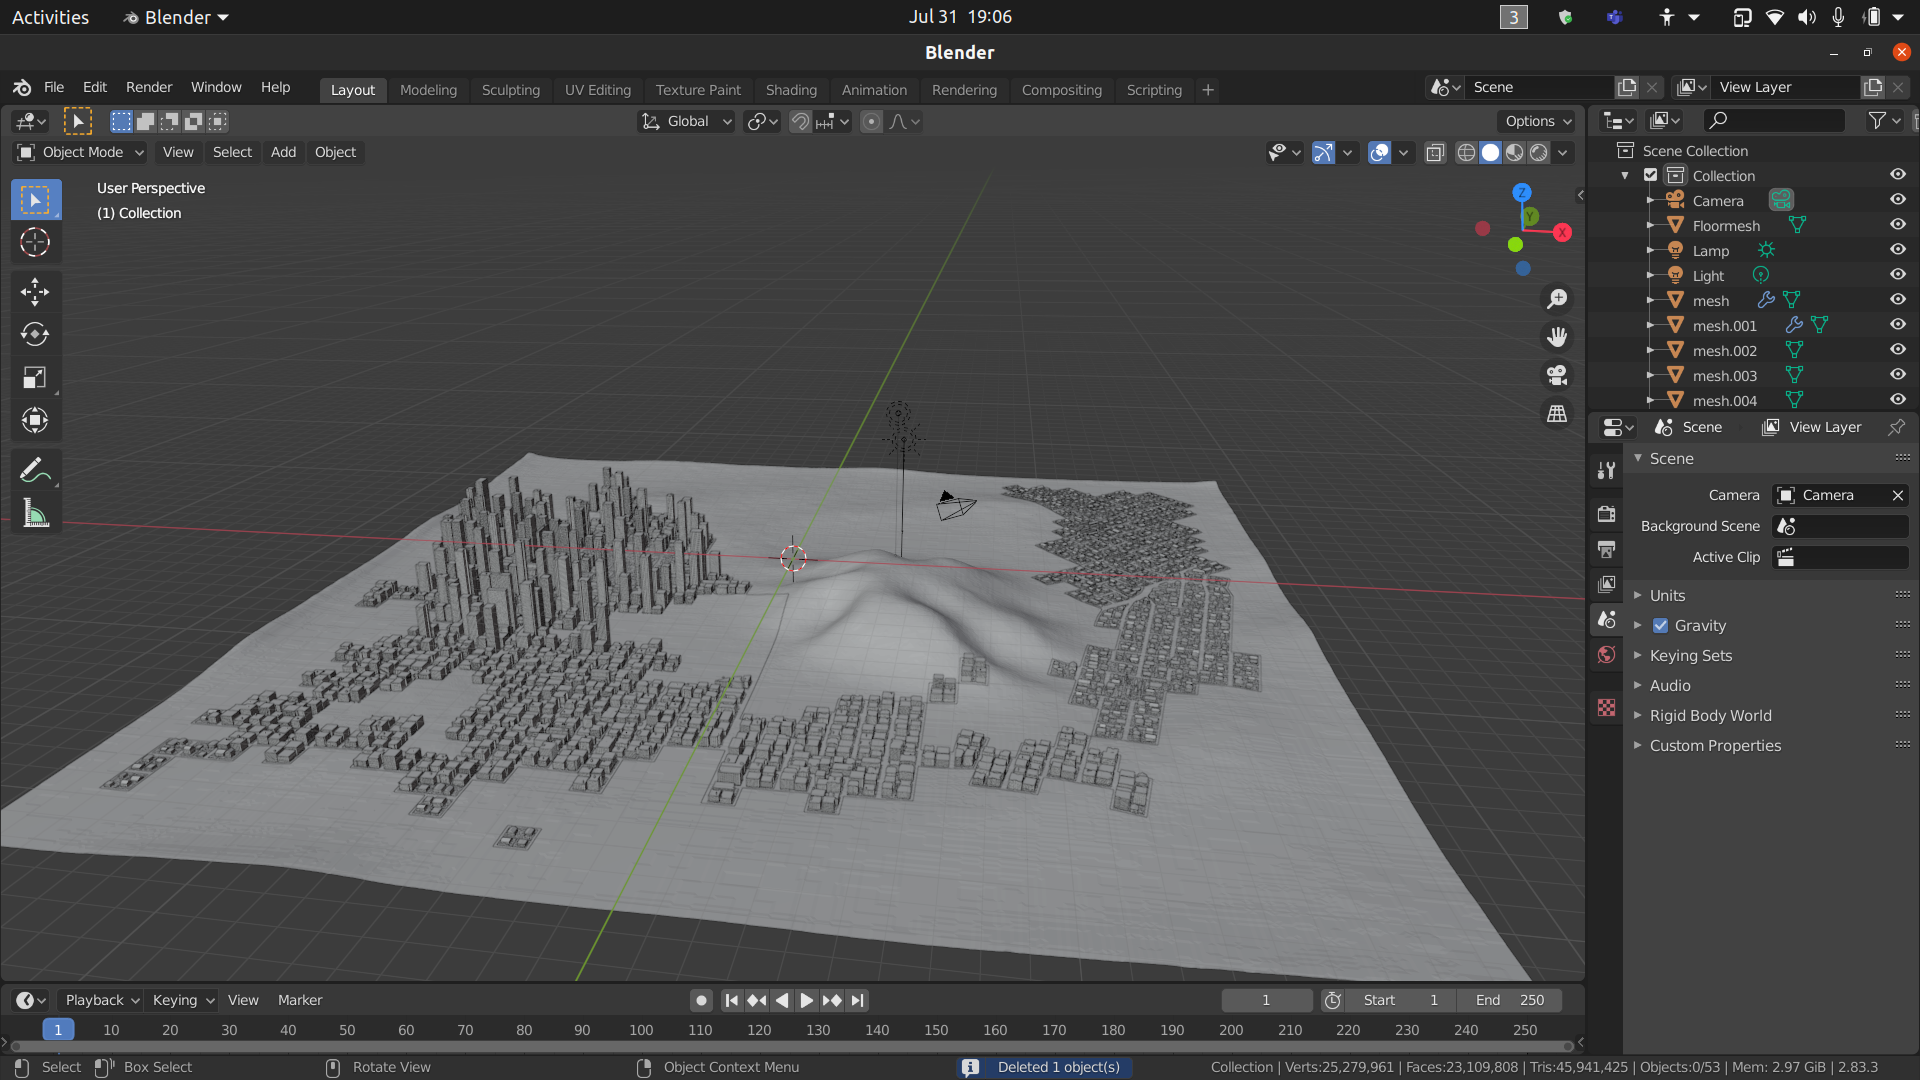 Activities Blender Jul 31 19:06 3
Blender
File Edit Render Window Help Layout Modeling Sculpting UV Editing Texture Paint Shading Animation Rendering Compositing Scripting + Scene View Layer
Global Options
Object Mode View Select Add Object
User Perspective
(1) Collection
Z
Y
X
Scene Collection
Collection
Camera
Floormesh
Lamp
Light
mesh
mesh.001
mesh.002
mesh.003
mesh.004
Scene View Layer
Scene
Camera Camera
Background Scene
Active Clip
Units
Gravity
Keying Sets
Audio
Rigid Body World
Custom Properties
Playback Keying View Marker 1 Start 1 End 250
1 10 20 30 40 50 60 70 80 90 100 110 120 130 140 150 160 170 180 190 200 210 220 230 240 250
Select Box Select Rotate View Object Context Menu Deleted 1 object(s) Collection | Verts:25,279,961 | Faces:23,109,808 | Tris:45,941,425 | Objects:0/53 | Mem: 2.97 GiB | 2.83.3